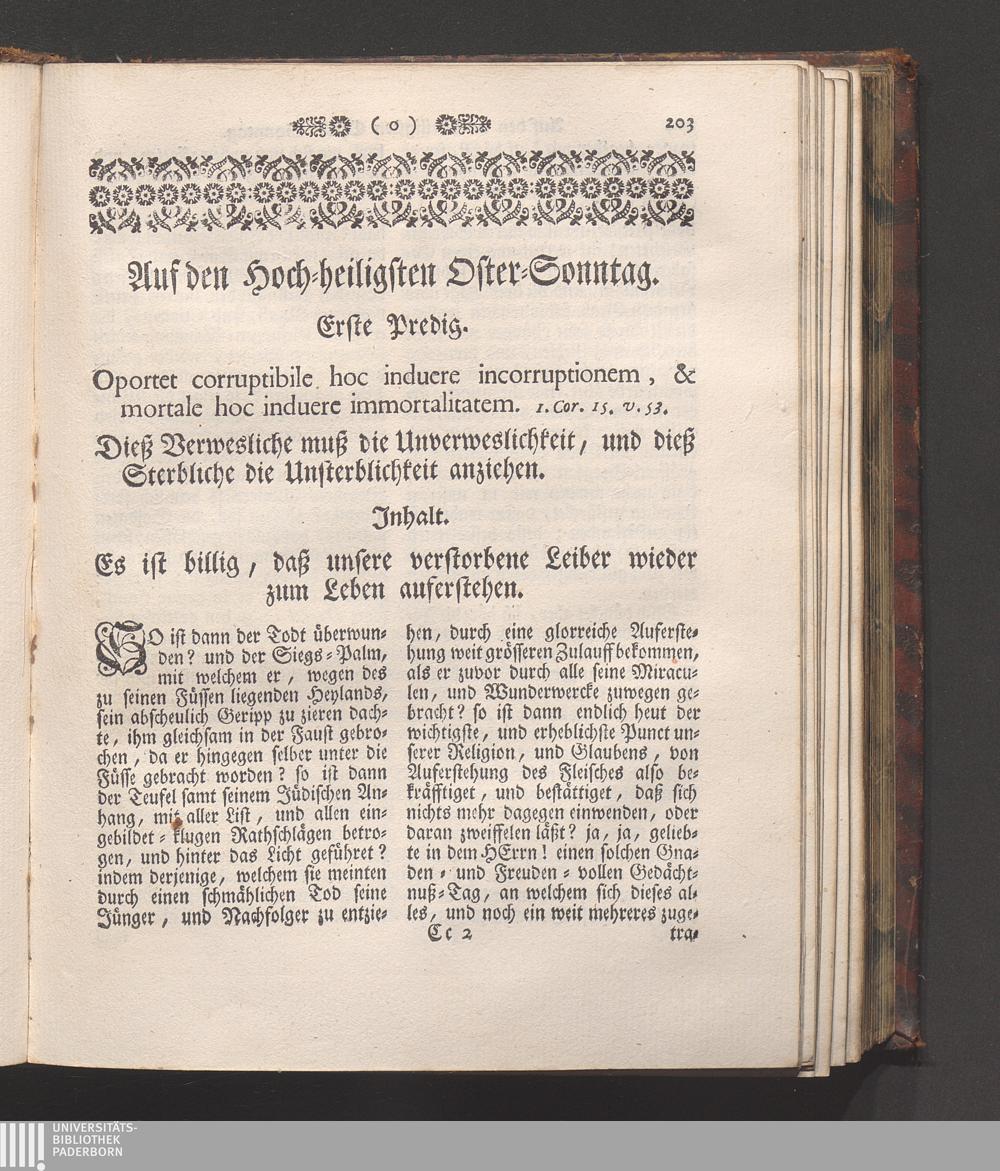 ( o ) 203
Auf den Hoch-heiligsten Oster-Sonntag.
Erste Predig.
Oportet corruptibile hoc induere incorruptionem, &
mortale hoc induere immortalitatem. 1. Cor. 15. v. 53.
Dieß Verwesliche muß die Unverweslichkeit, und dieß
Sterbliche die Unsterblichkeit anziehen.
Inhalt.
Es ist billig, daß unsere verstorbene Leiber wieder
zum Leben auferstehen.
SO ist dann der Todt überwun-
den? und der Siegs-Palm,
mit welchem er, wegen des
zu seinen Füssen liegenden Heylands,
sein abscheulich Geripp zu zieren dach-
te, ihm gleichsam in der Faust gebro-
chen, da er hingegen selber unter die
Füsse gebracht worden? so ist dann
der Teufel samt seinem Jüdischen An-
hang, mit aller List, und allen ein-
gebildet-klugen Rathschlägen betro-
gen, und hinter das Licht geführet?
indem derjenige, welchem sie meinten
durch einen schmählichen Tod seine
Jünger, und Nachfolger zu entzie-
hen, durch eine glorreiche Auferste-
hung weit grösseren Zulauff bekommen,
als er zuvor durch alle seine Miracu-
len, und Wunderwercke zuwegen ge-
bracht? so ist dann endlich heut der
wichtigste, und erheblichste Punct un-
serer Religion, und Glaubens, von
Auferstehung des Fleisches also be-
kräfftiget, und bestättiget, daß sich
nichts mehr dagegen einwenden, oder
daran zweiffelen läßt? ja, ja, gelieb-
te in dem HErrn! einen solchen Gna-
den- und Freuden-vollen Gedächt-
nuß-Tag, an welchem sich dieses al-
les, und noch ein weit mehreres zuge-
Cc 2 tra-
UNIVERSITÄTS-
BIBLIOTHEK
PADERBORN